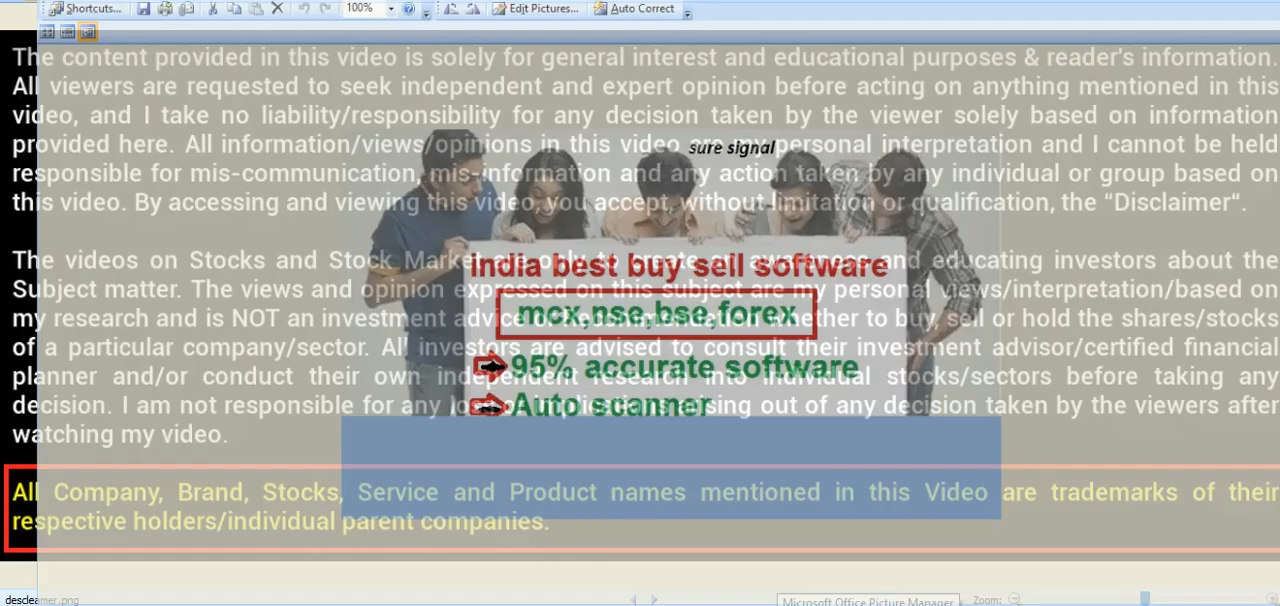 Shortcuts...
100%
Edit Pictures...
Auto Correct
The content provided in this video is solely for general interest and educational purposes & reader's information.
All viewers are requested to seek independent and expert opinion before acting on anything mentioned in this
video, and I take no liability/responsibility for any decision taken by the viewer solely based on information
provided here. All information/views/opinions in this video are my personal interpretation and I cannot be held
sure signal
responsible for mis-communication, mis-information and any action taken by any individual or group based on
this video. By accessing and viewing this video, you accept, without limitation or qualification, the “Disclaimer“.
The videos on Stocks and Stock Market are only to create an awareness and educating investors about the
India best buy sell software
Subject matter. The views and opinion expressed on this subject are my personal views/interpretation/based on
mcx,nse,bse,forex
my research and is NOT an investment advice or whether to buy, sell or hold the shares/stocks
of a particular company/sector. All investors are advised to consult their investment advisor/certified financial
95% accurate software
planner and/or conduct their own independent research into individual stocks/sectors before taking any
Auto scanner
decision. I am not responsible for any arising out of any decision taken by the viewers after
watching my video.
All Company, Brand, Stocks, Service and Product names mentioned in this Video are trademarks of their
respective holders/individual parent companies.
descleamer.png
Microsoft Office Picture Manager
Zoom: